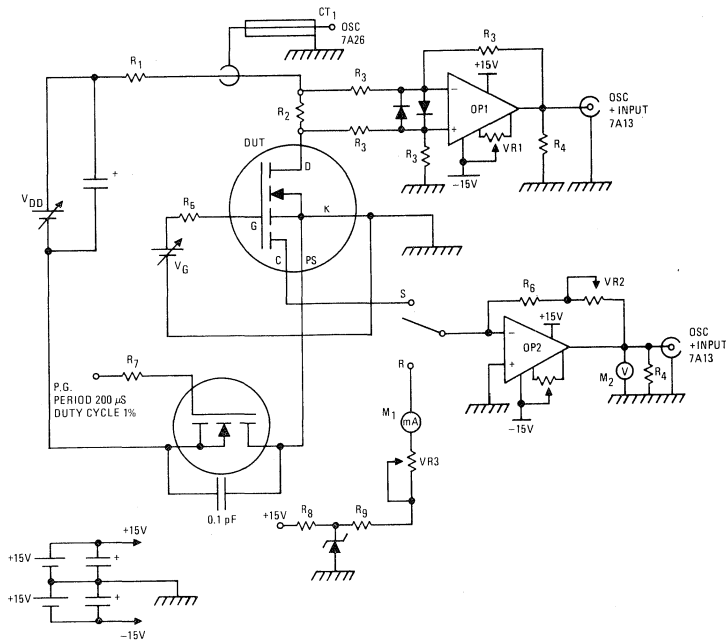 CT1
OSC
7A26
R1
R3
+15V
R3
OP1
OSC
+ INPUT
7A13
R2
R3
R3
VR1
R4
−15V
DUT
D
+
VDD
R5
K
G
C
PS
VG
S
R6
VR2
+15V
OP2
OSC
+INPUT
7A13
M2
V
R4
−15V
R7
P.G.
PERIOD 200 μS
DUTY CYCLE 1%
R
M1
mA
VR3
0.1 pF
+15V
R8
R9
+15V
+15V
+
+15V
+
−15V